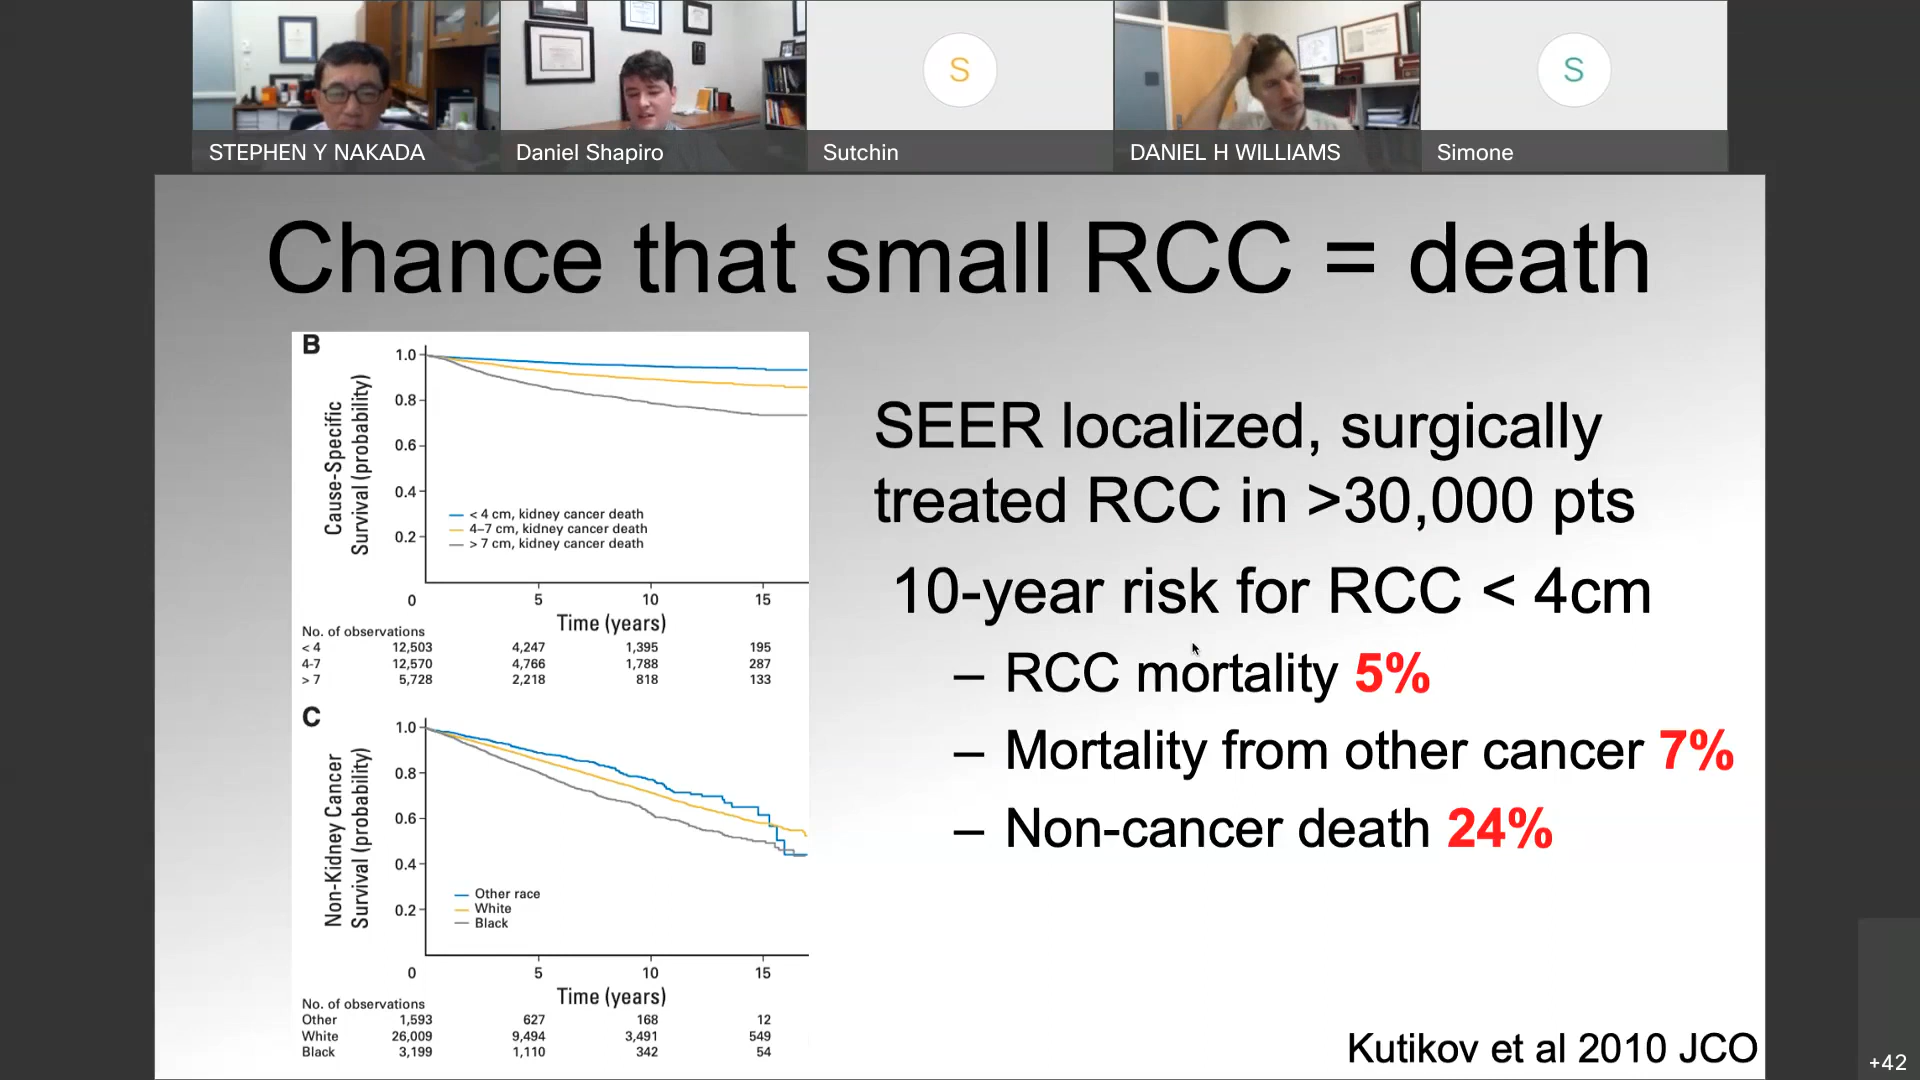 S
S
STEPHEN Y NAKADA
Daniel Shapiro
Sutchin
DANIEL H WILLIAMS
Simone
Chance that small RCC = death
B
Cause-Specific
Survival (probability)
1.0
0.8
0.6
0.4
0.2
< 4 cm, kidney cancer death
4–7 cm, kidney cancer death
> 7 cm, kidney cancer death
0 5 10 15
Time (years)
No. of observations
< 4 12,503 4,247 1,395 195
4-7 12,570 4,766 1,788 287
> 7 5,728 2,218 818 133
C
Non-Kidney Cancer
Survival (probability)
1.0
0.8
0.6
0.4
0.2
Other race
White
Black
0 5 10 15
Time (years)
No. of observations
Other 1,593 627 168 12
White 26,009 9,494 3,491 549
Black 3,199 1,110 342 54
SEER localized, surgically
treated RCC in >30,000 pts
10-year risk for RCC < 4cm
– RCC mortality 5%
– Mortality from other cancer 7%
– Non-cancer death 24%
Kutikov et al 2010 JCO
+42